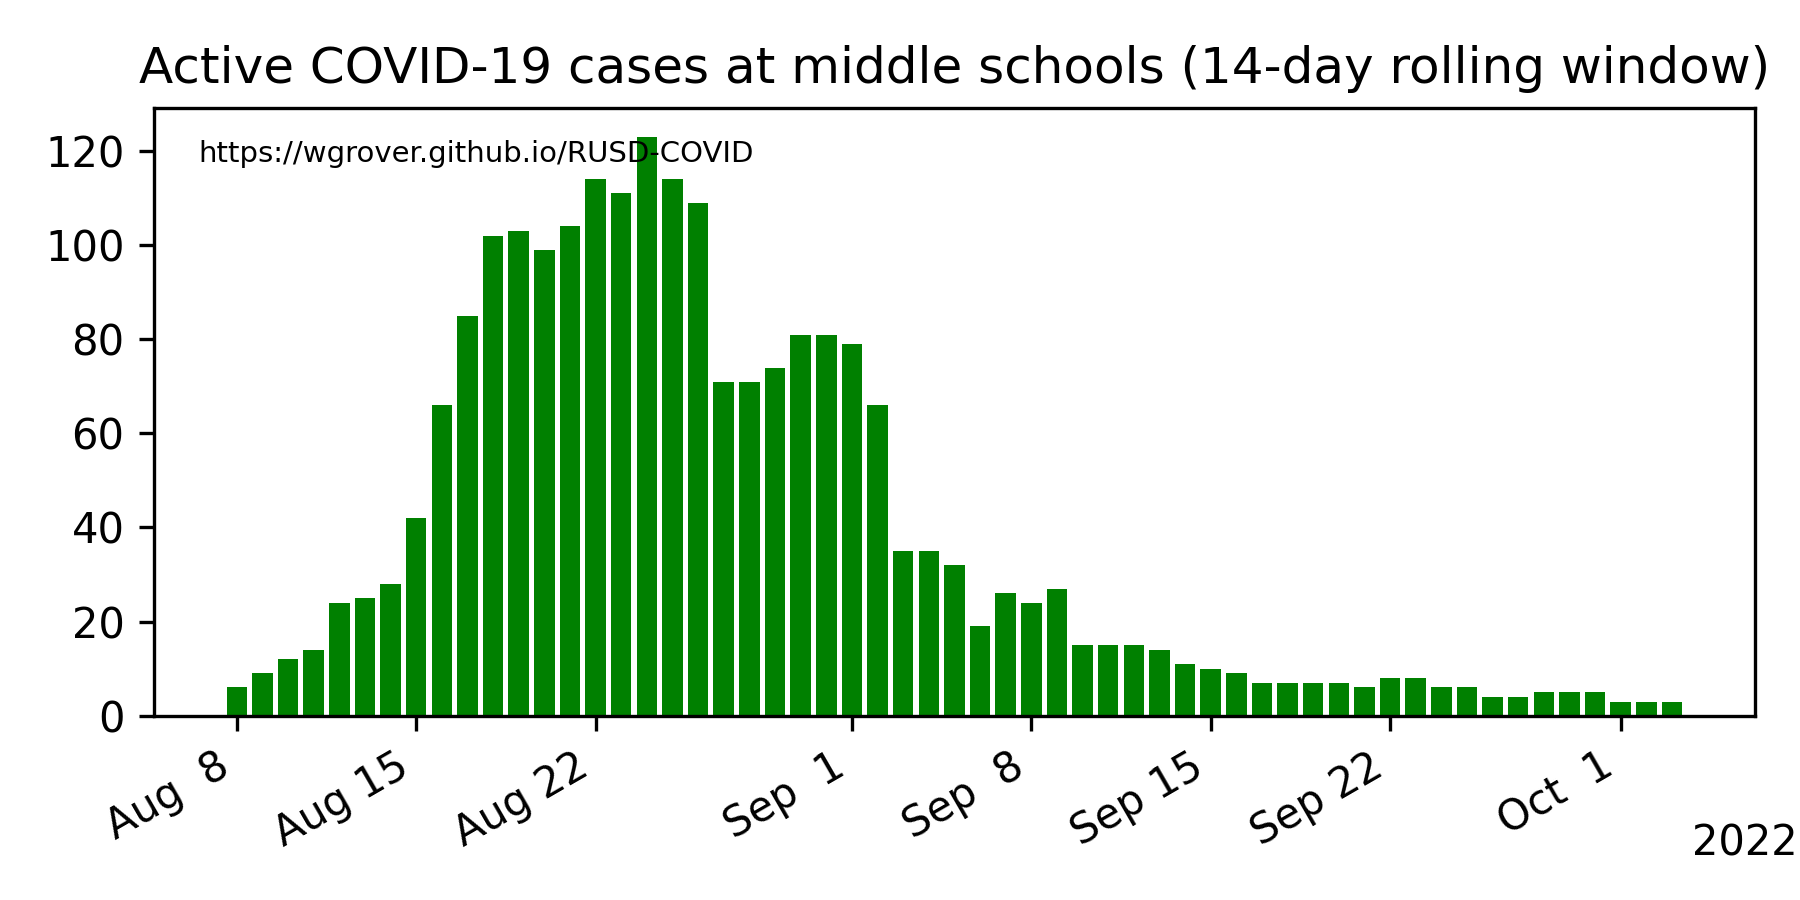 Active COVID-19 cases at middle schools (14-day rolling window)
https://wgrover.github.io/RUSD-COVID
120
100
80
60
40
20
0
Aug 8
Aug 15
Aug 22
Sep 1
Sep 8
Sep 15
Sep 22
Oct 1
2022